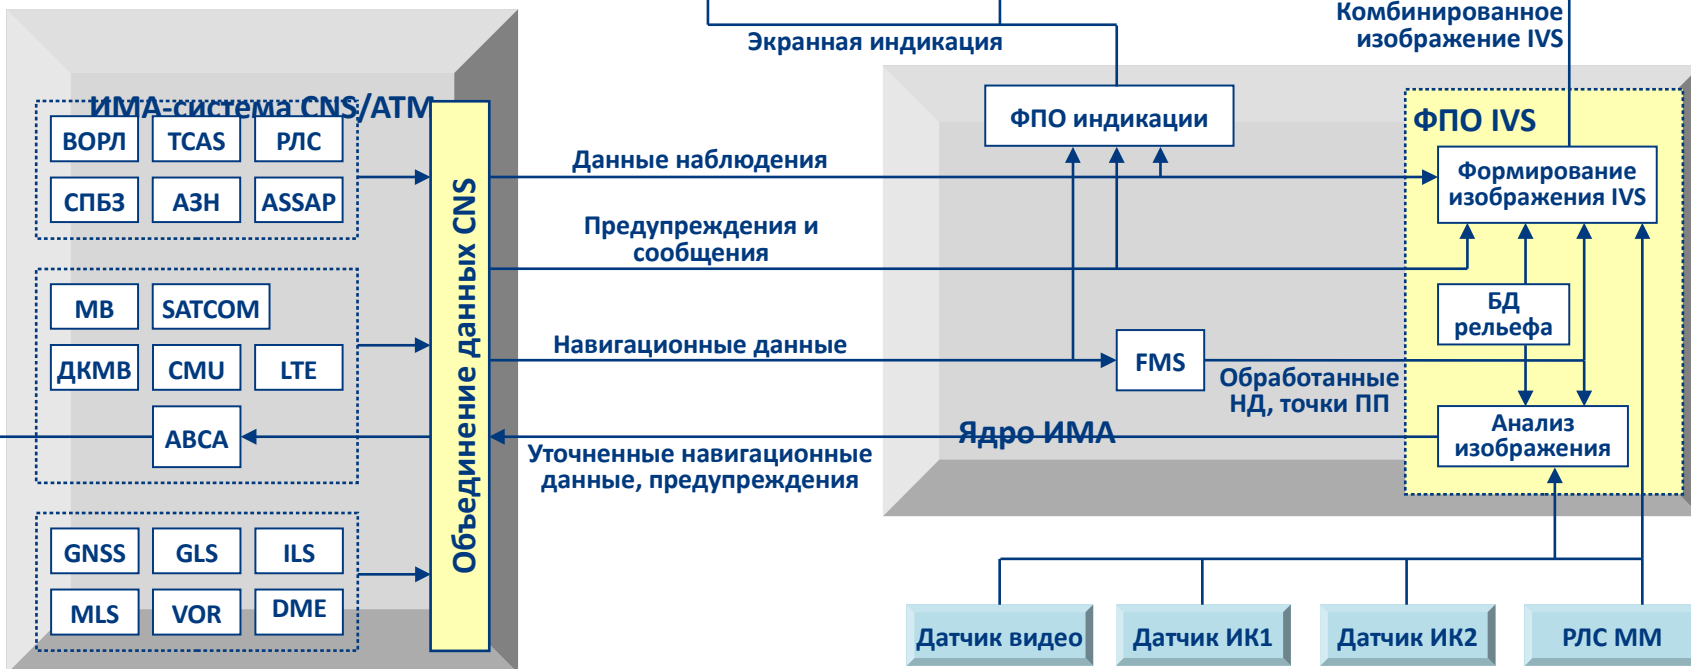 Комбинированное
изображение IVS
Экранная индикация
ИМА-система CNS/ATM
ВОРЛ
TCAS
РЛС
СПБЗ
АЗН
ASSAP
МВ
SATCOM
ДКМВ
CMU
LTE
АВСА
GNSS
GLS
ILS
MLS
VOR
DME
Объединение данных CNS
Данные наблюдения
Предупреждения и
сообщения
Навигационные данные
Уточненные навигационные
данные, предупреждения
ФПО индикации
FMS
Обработанные
НД, точки ПП
Ядро ИМА
ФПО IVS
Формирование
изображения IVS
БД
рельефа
Анализ
изображения
Датчик видео
Датчик ИК1
Датчик ИК2
РЛС ММ